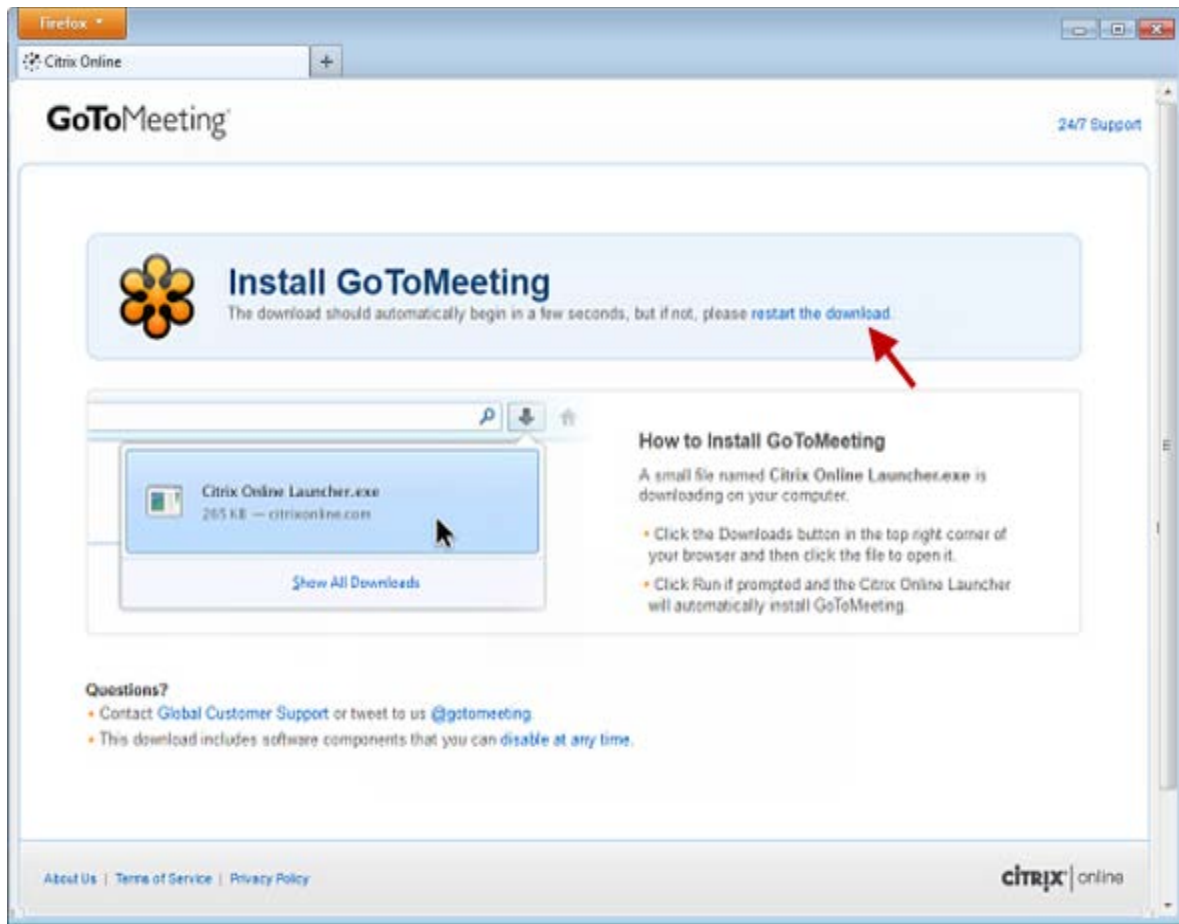 Firefox
Citrix Online
GoToMeeting
24/7 Support
Install GoToMeeting
The download should automatically begin in a few seconds, but if not, please restart the download.
Citrix Online Launcher.exe
265 KB — citrixonline.com
Show All Downloads
How to Install GoToMeeting
A small file named Citrix Online Launcher.exe is
downloading on your computer.
• Click the Downloads button in the top right corner of
your browser and then click the file to open it.
• Click Run if prompted and the Citrix Online Launcher
will automatically install GoToMeeting.
Questions?
• Contact Global Customer Support or tweet to us @gotomeeting
• This download includes software components that you can disable at any time.
About Us | Terms of Service | Privacy Policy
CITRIX | online